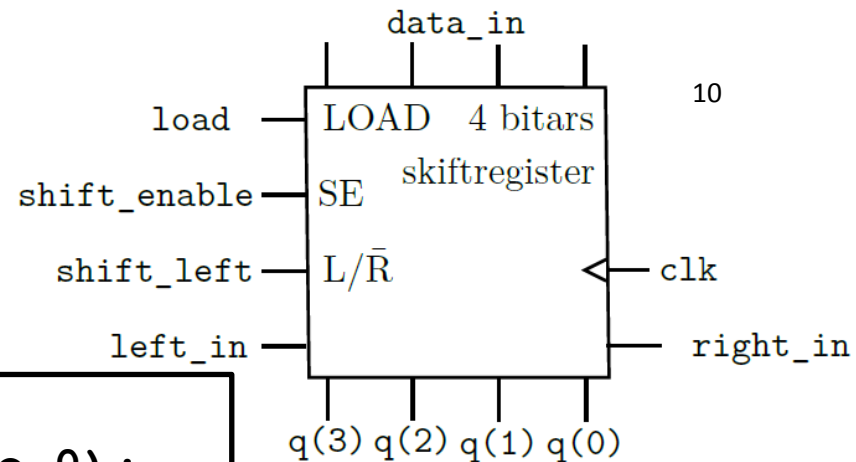 data_in
10
load
LOAD 4 bitars
skiftregister
shift_enable
SE
shift_left
L/R̄
clk
left_in
right_in
q(3) q(2) q(1) q(0)